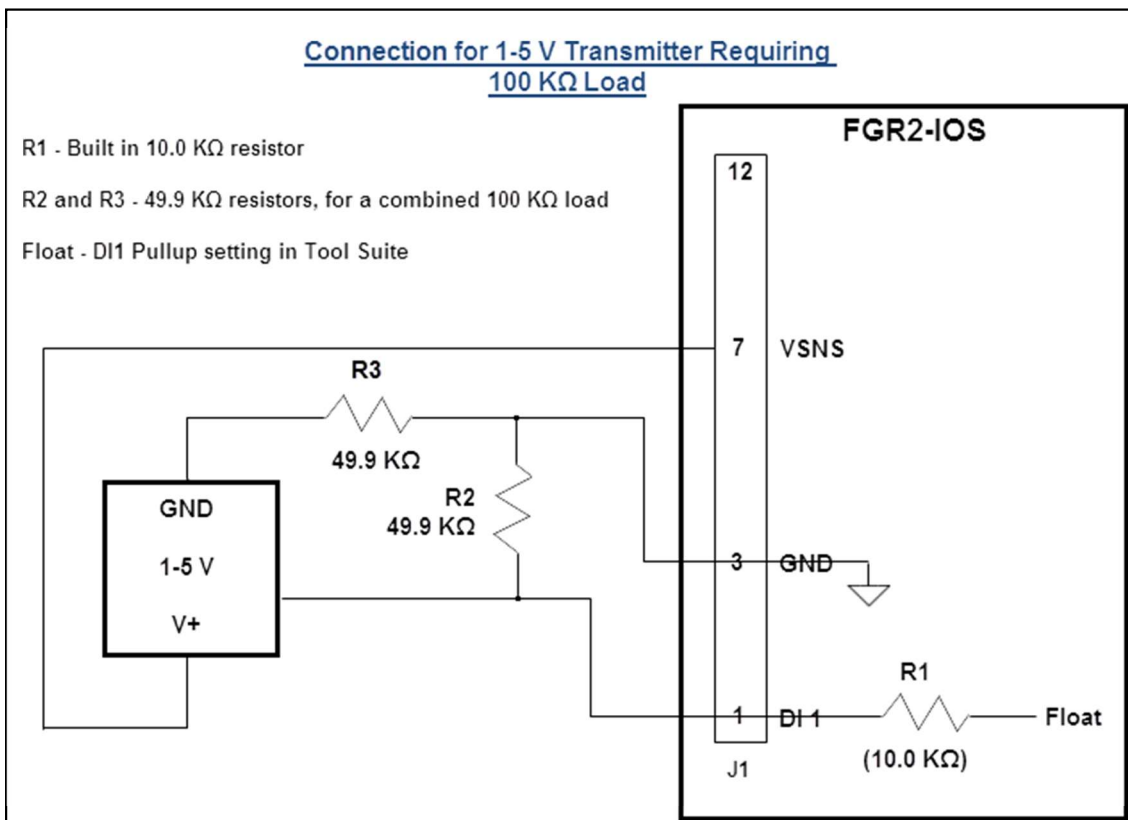 Connection for 1-5 V Transmitter Requiring
100 KΩ Load
FGR2-IOS
R1 - Built in 10.0 KΩ resistor
R2 and R3 - 49.9 KΩ resistors, for a combined 100 KΩ load
Float - DI1 Pullup setting in Tool Suite
12
7 VSNS
R3
49.9 KΩ
R2
49.9 KΩ
GND
1-5 V
V+
3 GND
R1
1 DI 1
Float
(10.0 KΩ)
J1